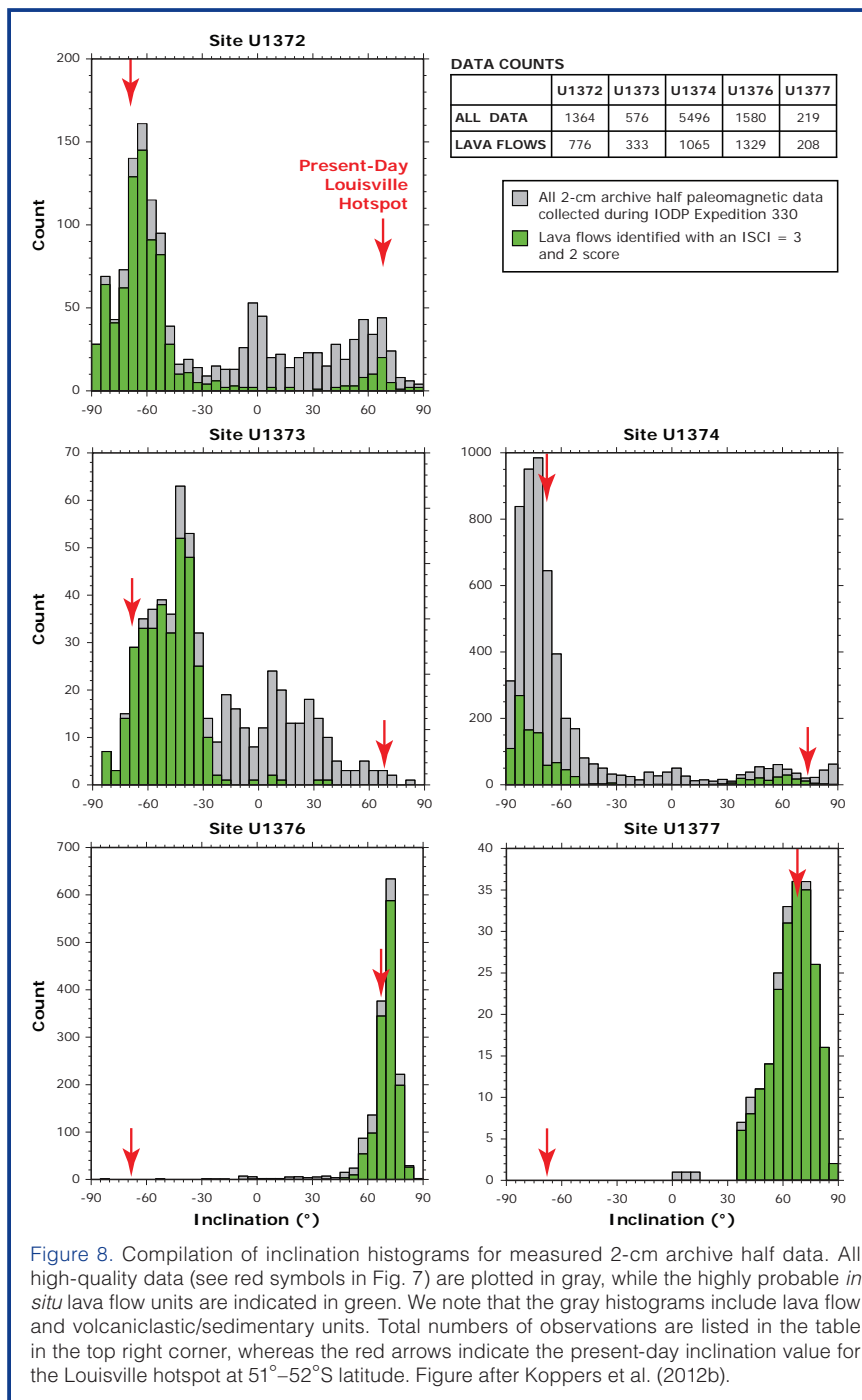 Site U1372
200
150
100
50
0
Count
-90 -60 -30 0 30 60 90
Present-Day
Louisville
Hotspot
DATA COUNTS
U1372 U1373 U1374 U1376 U1377
ALL DATA 1364 576 5496 1580 219
LAVA FLOWS 776 333 1065 1329 208
All 2-cm archive half paleomagnetic data
collected during IODP Expedition 330
Lava flows identified with an ISCI = 3
and 2 score
Site U1373
70
60
50
40
30
20
10
0
Count
-90 -60 -30 0 30 60 90
Site U1374
1000
800
600
400
200
0
-90 -60 -30 0 30 60 90
Site U1376
700
600
500
400
300
200
100
0
Count
-90 -60 -30 0 30 60 90
Inclination (°)
Site U1377
40
35
30
25
20
15
10
5
0
-90 -60 -30 0 30 60 90
Inclination (°)
Figure 8. Compilation of inclination histograms for measured 2-cm archive half data. All
high-quality data (see red symbols in Fig. 7) are plotted in gray, while the highly probable in
situ lava flow units are indicated in green. We note that the gray histograms include lava flow
and volcaniclastic/sedimentary units. Total numbers of observations are listed in the table
in the top right corner, whereas the red arrows indicate the present-day inclination value for
the Louisville hotspot at 51°–52°S latitude. Figure after Koppers et al. (2012b).